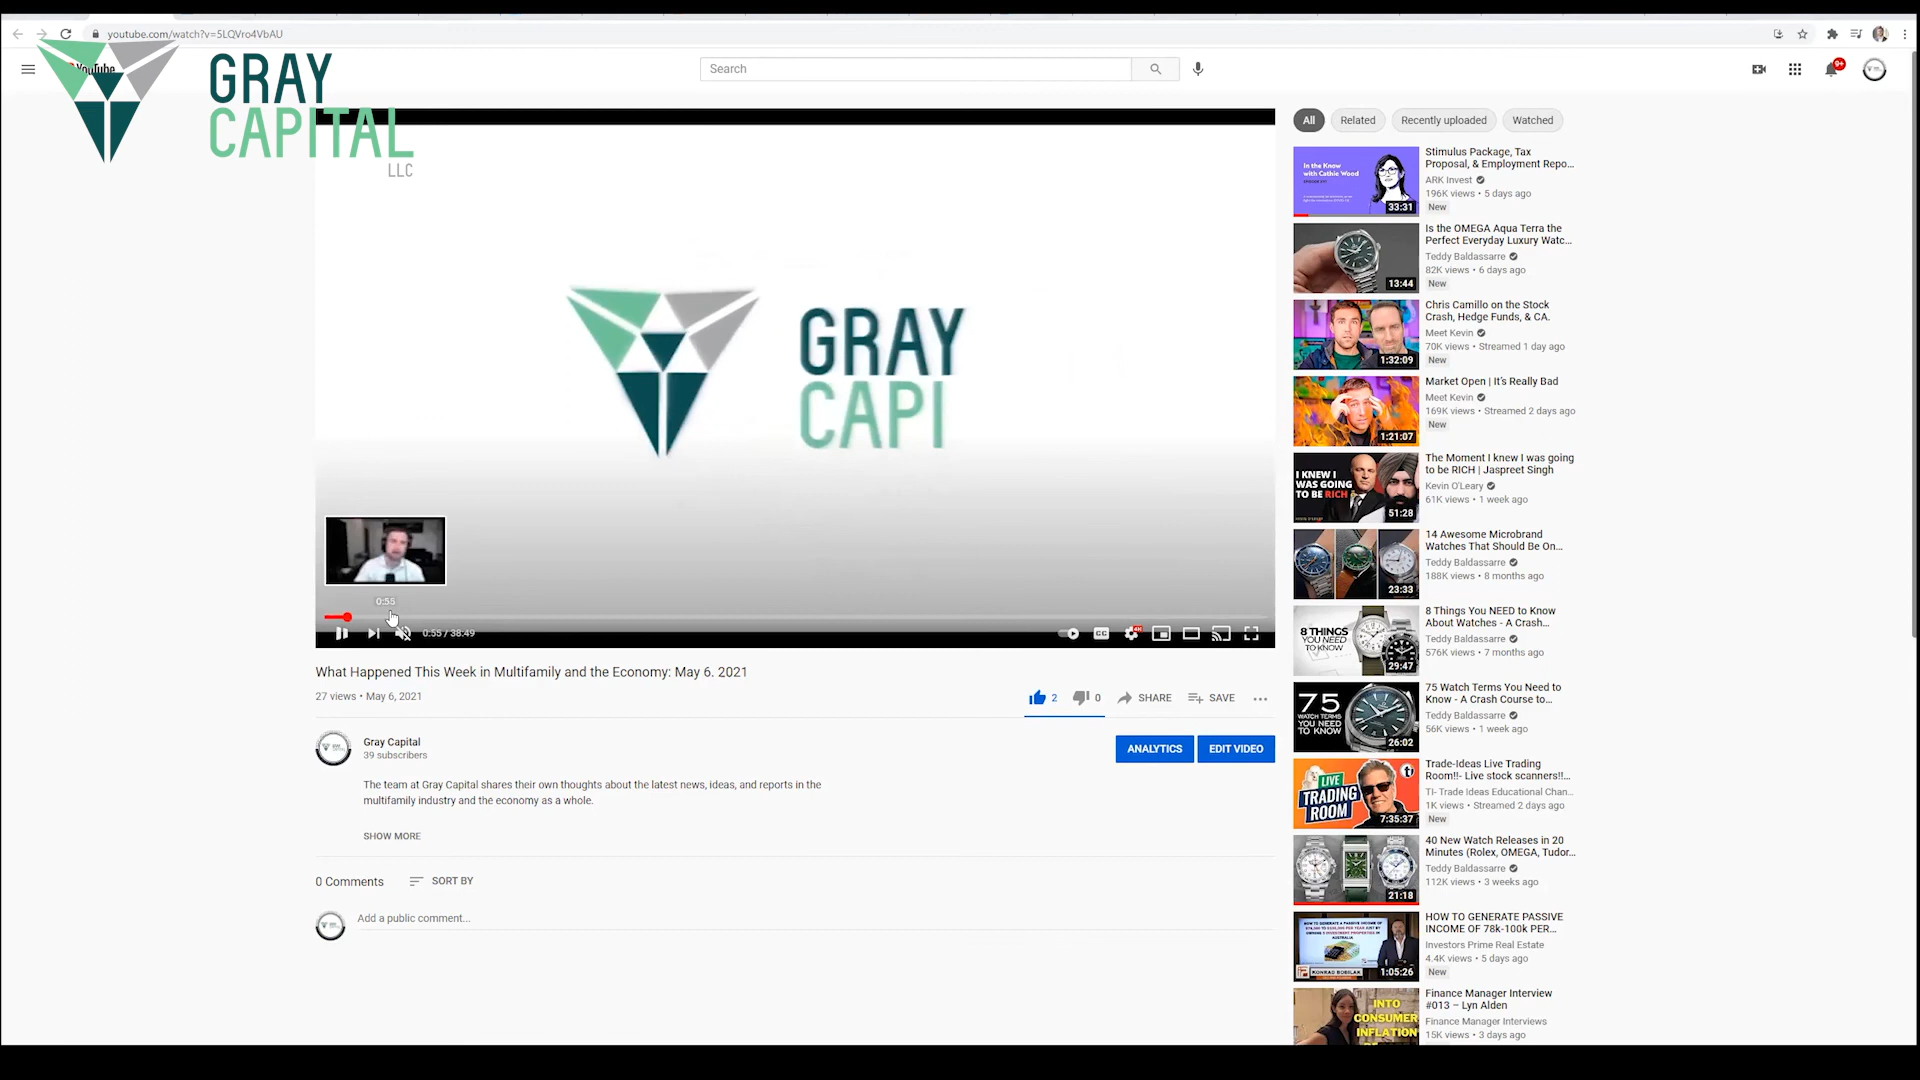 youtube.com/watch?v=5LQVro4VbAU
GRAY
CAPITAL
LLC
YouTube
Search
9+
GRAY
CAPI
0:55
0:55 / 38:49
CC
What Happened This Week in Multifamily and the Economy: May 6. 2021
27 views • May 6, 2021
2
0
SHARE
SAVE
Gray Capital
39 subscribers
ANALYTICS
EDIT VIDEO
The team at Gray Capital shares their own thoughts about the latest news, ideas, and reports in the
multifamily industry and the economy as a whole.
SHOW MORE
0 Comments
SORT BY
Add a public comment...
All
Related
Recently uploaded
Watched
In the Know
with Cathie Wood
33:31
Stimulus Package, Tax
Proposal, & Employment Repo...
ARK Invest
196K views • 5 days ago
New
13:44
Is the OMEGA Aqua Terra the
Perfect Everyday Luxury Watc...
Teddy Baldassarre
82K views • 6 days ago
New
1:32:09
Chris Camillo on the Stock
Crash, Hedge Funds, & CA.
Meet Kevin
70K views • Streamed 1 day ago
New
1:21:07
Market Open | It's Really Bad
Meet Kevin
169K views • Streamed 2 days ago
New
I KNEW I
WAS GOING
TO BE RICH
51:28
The Moment I knew I was going
to be RICH | Jaspreet Singh
Kevin O'Leary
61K views • 1 week ago
23:33
14 Awesome Microbrand
Watches That Should Be On...
Teddy Baldassarre
188K views • 8 months ago
8 THINGS
YOU NEED
TO KNOW
29:47
8 Things You NEED to Know
About Watches - A Crash...
Teddy Baldassarre
576K views • 7 months ago
75
WATCH TERMS
YOU NEED
TO KNOW
26:02
75 Watch Terms You Need to
Know - A Crash Course to...
Teddy Baldassarre
56K views • 1 week ago
LIVE
TRADING
ROOM
7:35:37
Trade-Ideas Live Trading
Room!!- Live stock scanners!!...
TI- Trade Ideas Educational Chan...
1K views • Streamed 2 days ago
New
21:18
40 New Watch Releases in 20
Minutes (Rolex, OMEGA, Tudor...
Teddy Baldassarre
112K views • 3 weeks ago
KONRAD BOBILAK
1:05:26
HOW TO GENERATE PASSIVE
INCOME OF 78k-100k PER...
Investors Prime Real Estate
4.4K views • 5 days ago
New
INTO
CONSUMER
INFLATION
Finance Manager Interview
#013 – Lyn Alden
Finance Manager Interviews
15K views • 3 days ago